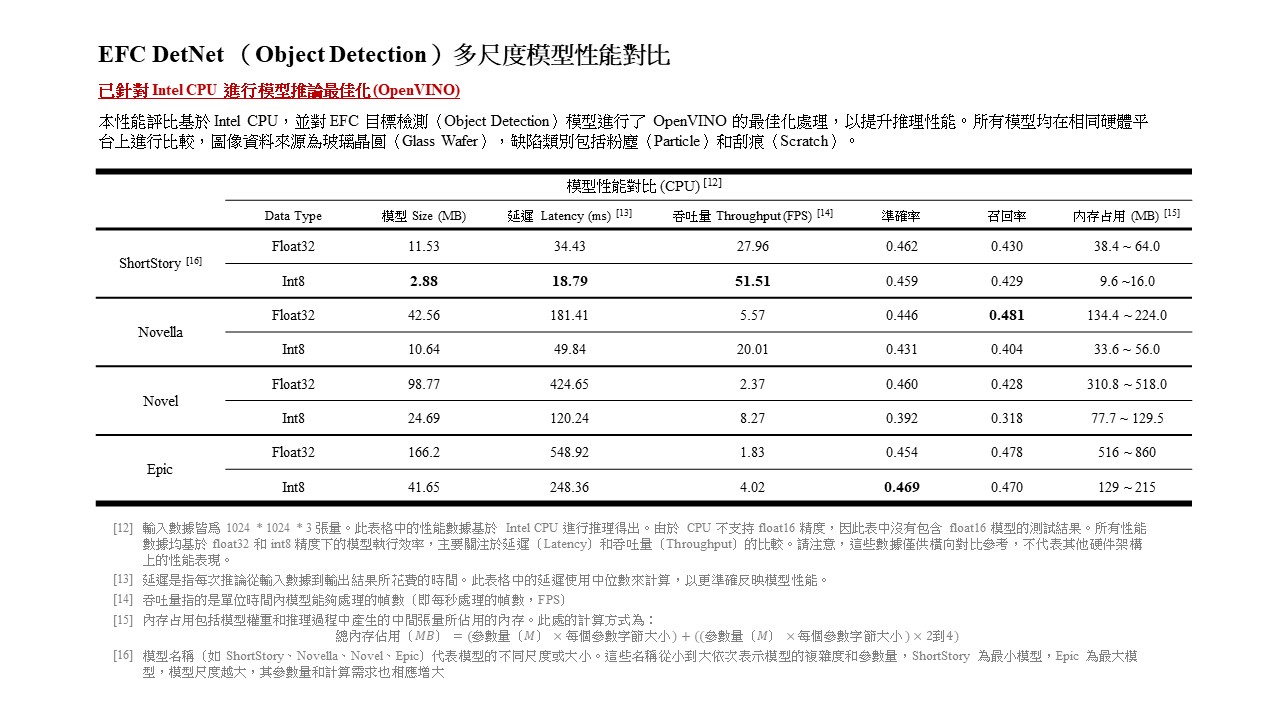 EFC DetNet （Object Detection）多尺度模型性能對比
已針對 Intel CPU 進行模型推論最佳化 (OpenVINO)
本性能評比基於 Intel CPU，並對 EFC 目標檢測（Object Detection）模型進行了 OpenVINO 的最佳化處理，以提升推理性能。所有模型均在相同硬體平
台上進行比較，圖像資料來源為玻璃晶圓（Glass Wafer），缺陷類別包括粉塵（Particle）和刮痕（Scratch）。
模型性能對比 (CPU) [12]
Data Type 模型 Size (MB) 延遲 Latency (ms) [13] 吞吐量 Throughput (FPS) [14] 準確率 召回率 內存占用 (MB) [15]
ShortStory [16]
Float32 11.53 34.43 27.96 0.462 0.430 38.4 ~ 64.0
Int8 2.88 18.79 51.51 0.459 0.429 9.6 ~16.0
Novella
Float32 42.56 181.41 5.57 0.446 0.481 134.4 ~ 224.0
Int8 10.64 49.84 20.01 0.431 0.404 33.6 ~ 56.0
Novel
Float32 98.77 424.65 2.37 0.460 0.428 310.8 ~ 518.0
Int8 24.69 120.24 8.27 0.392 0.318 77.7 ~ 129.5
Epic
Float32 166.2 548.92 1.83 0.454 0.478 516 ~ 860
Int8 41.65 248.36 4.02 0.469 0.470 129 ~ 215
[12] 輸入數據皆為 1024 * 1024 * 3 張量。此表格中的性能數據基於 Intel CPU 進行推理得出。由於 CPU 不支持 float16 精度，因此表中沒有包含 float16 模型的測試結果。所有性能
數據均基於 float32 和 int8 精度下的模型執行效率，主要關注於延遲（Latency）和吞吐量（Throughput）的比較。請注意，這些數據僅供橫向對比參考，不代表其他硬件架構
上的性能表現。
[13] 延遲是指每次推論從輸入數據到輸出結果所花費的時間。此表格中的延遲使用中位數來計算，以更準確反映模型性能。
[14] 吞吐量指的是單位時間內模型能夠處理的幀數（即每秒處理的幀數，FPS）
[15] 內存占用包括模型權重和推理過程中產生的中間張量所佔用的內存。此處的計算方式為：
總內存佔用（MB） = (參數量（M） × 每個參數字節大小) + ((參數量（M） × 每個參數字節大小) × 2到4)
[16] 模型名稱（如 ShortStory、Novella、Novel、Epic）代表模型的不同尺度或大小。這些名稱從小到大依次表示模型的複雜度和參數量，ShortStory 為最小模型，Epic 為最大模
型，模型尺度越大，其參數量和計算需求也相應增大